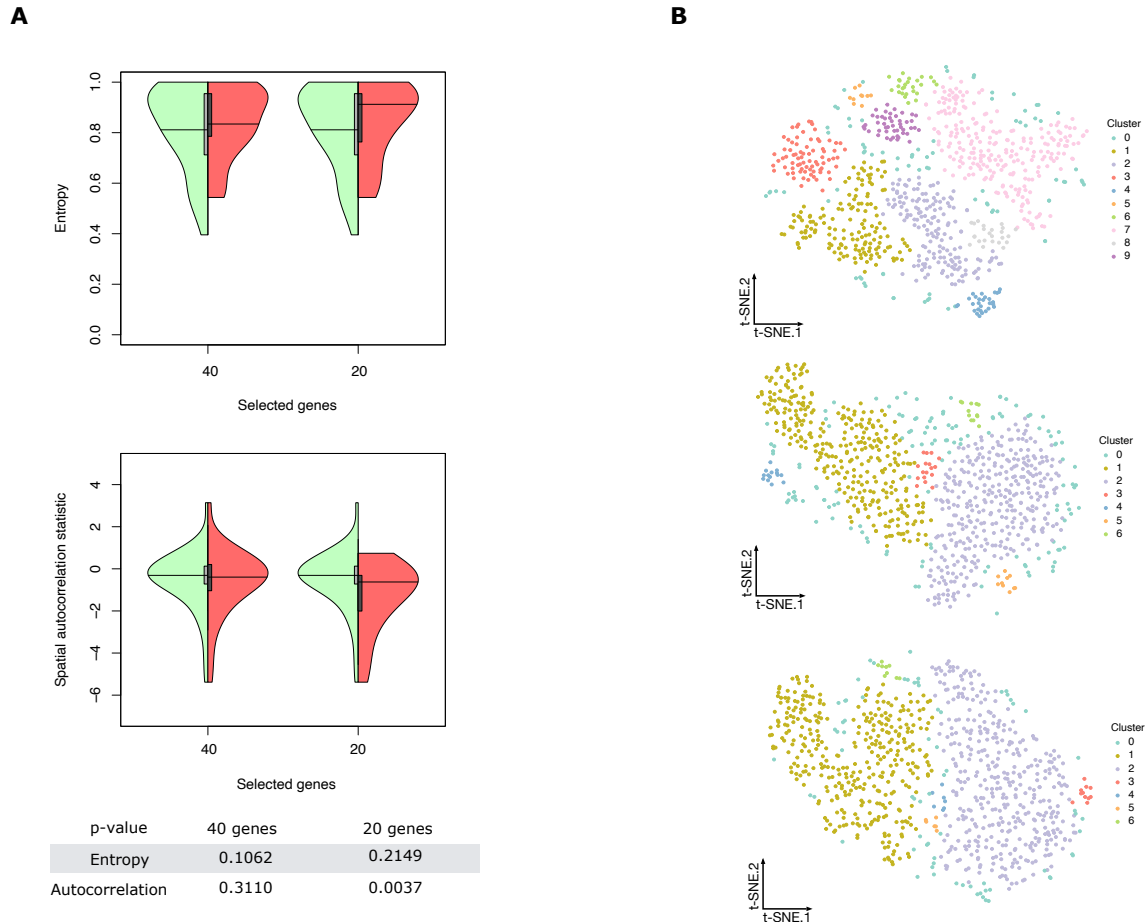 A
Entropy
1.0
0.8
0.6
0.4
0.2
0.0
40
20
Selected genes
Spatial autocorrelation statistic
4
2
0
−2
−4
−6
40
20
Selected genes
p-value 40 genes 20 genes
Entropy 0.1062 0.2149
Autocorrelation 0.3110 0.0037
B
t-SNE.2
t-SNE.1
Cluster
0
1
2
3
4
5
6
7
8
9
t-SNE.2
t-SNE.1
Cluster
0
1
2
3
4
5
6
t-SNE.2
t-SNE.1
Cluster
0
1
2
3
4
5
6